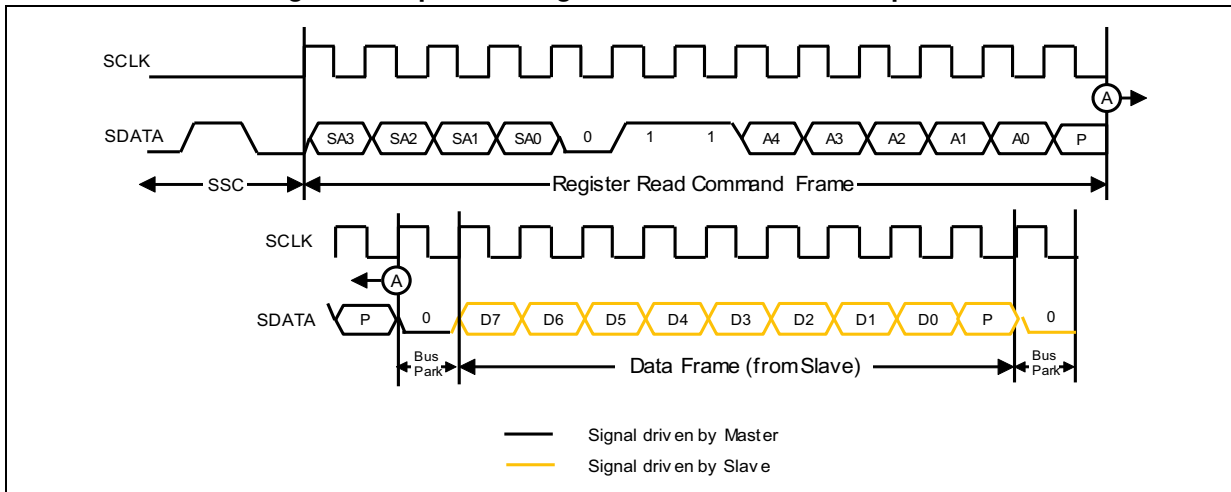 SCLK
A
SDATA SA3 SA2 SA1 SA0 0 1 1 A4 A3 A2 A1 A0 P
SSC Register Read Command Frame
SCLK
A
SDATA P 0 D7 D6 D5 D4 D3 D2 D1 D0 P 0
Bus Park Data Frame (from Slave) Bus Park
Signal driven by Master
Signal driven by Slave